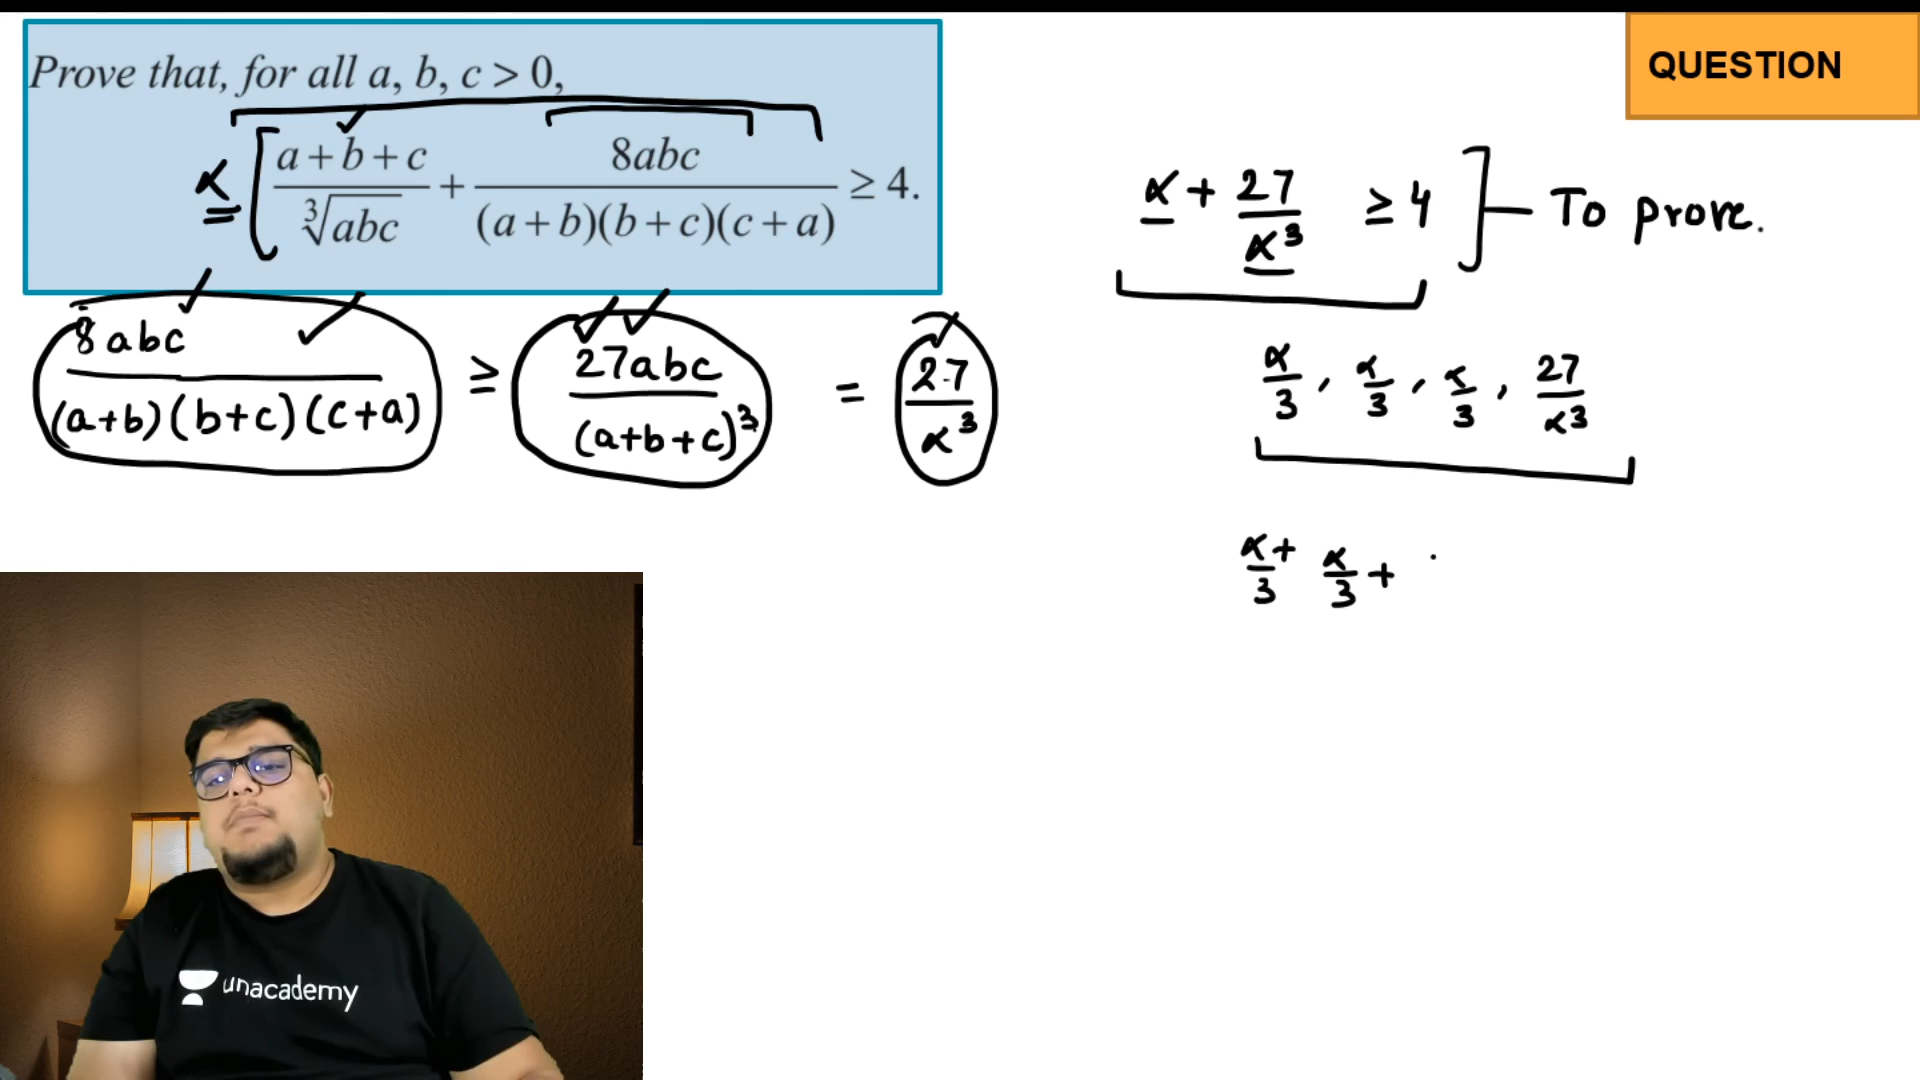 QUESTION
Prove that, for all a, b, c > 0,
α [ (a + b + c)/∛(abc) + 8abc/((a + b)(b + c)(c + a)) ≥ 4.
α + 27/α³ ≥ 4 ] — To prove.
8abc/((a+b)(b+c)(c+a)) ≥ 27abc/(a+b+c)³ = 27/α³
α/3 , α/3 , α/3 , 27/α³
α/3 + α/3 +
unacademy